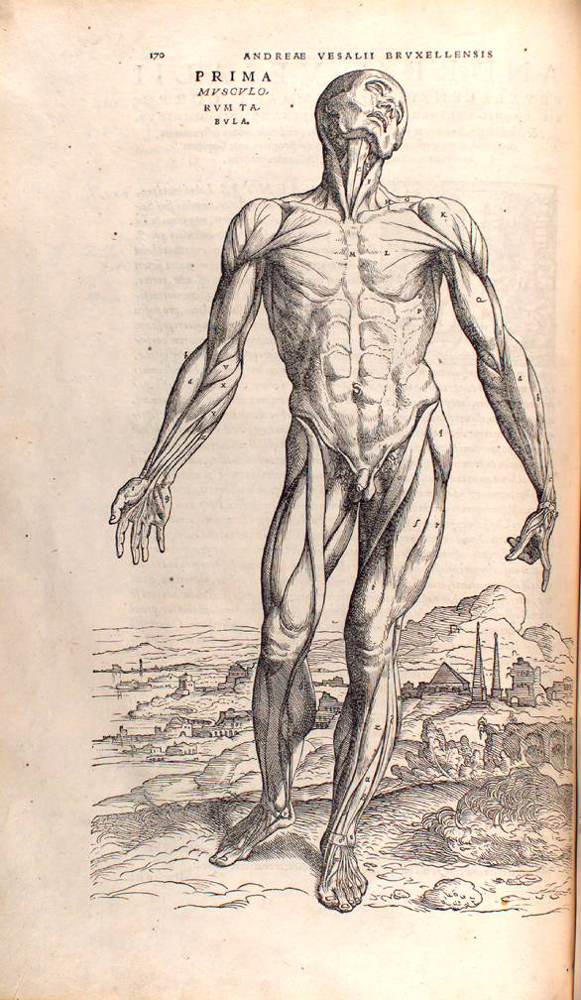 170
ANDREAE VESALII BRVXELLENSIS
PRIMA
MVSCVLO-
RVM TA-
BVLA.
G
K
M
L
Q
P
S